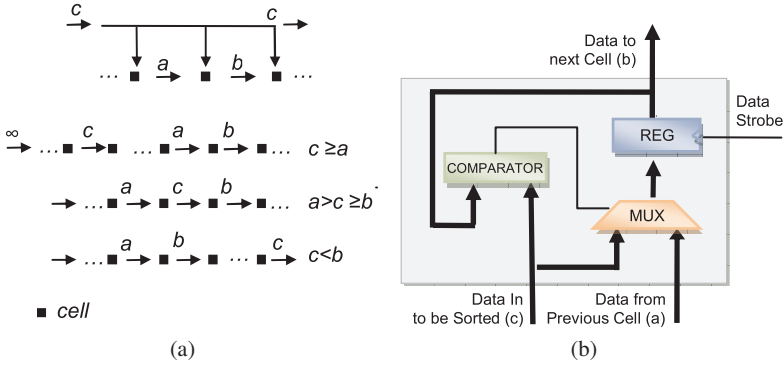 c c
... a b ...
∞ ... c ... a b ... c ≥a
... a c b ... a>c ≥b
... a b ... c c<b
cell
(a)
Data to
next Cell (b)
Data
Strobe
REG
COMPARATOR
MUX
Data In
to be Sorted (c)
Data from
Previous Cell (a)
(b)